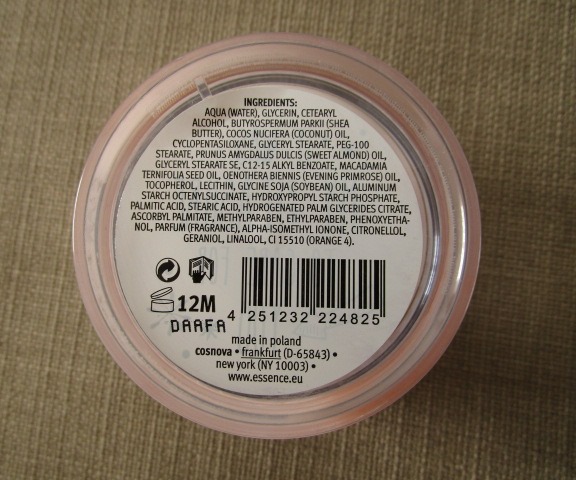 INGREDIENTS:
AQUA (WATER), GLYCERIN, CETEARYL
ALCOHOL, BUTYROSPERMUM PARKII (SHEA
BUTTER), COCOS NUCIFERA (COCONUT) OIL,
CYCLOPENTASILOXANE, GLYCERYL STEARATE, PEG-100
STEARATE, PRUNUS AMYGDALUS DULCIS (SWEET ALMOND) OIL,
GLYCERYL STEARATE SE, C12-15 ALKYL BENZOATE, MACADAMIA
TERNIFOLIA SEED OIL, OENOTHERA BIENNIS (EVENING PRIMROSE) OIL,
TOCOPHEROL, LECITHIN, GLYCINE SOJA (SOYBEAN) OIL, ALUMINUM
STARCH OCTENYLSUCCINATE, HYDROXYPROPYL STARCH PHOSPHATE,
PALMITIC ACID, STEARIC ACID, HYDROGENATED PALM GLYCERIDES CITRATE,
ASCORBYL PALMITATE, METHYLPARABEN, ETHYLPARABEN, PHENOXYETHA-
NOL, PARFUM (FRAGRANCE), ALPHA-ISOMETHYL IONONE, CITRONELLOL,
GERANIOL, LINALOOL, CI 15510 (ORANGE 4).
12M
DAAFA
4 251232 224825
made in poland
cosnova • frankfurt (D-65843) •
new york (NY 10003) •
www.essence.eu